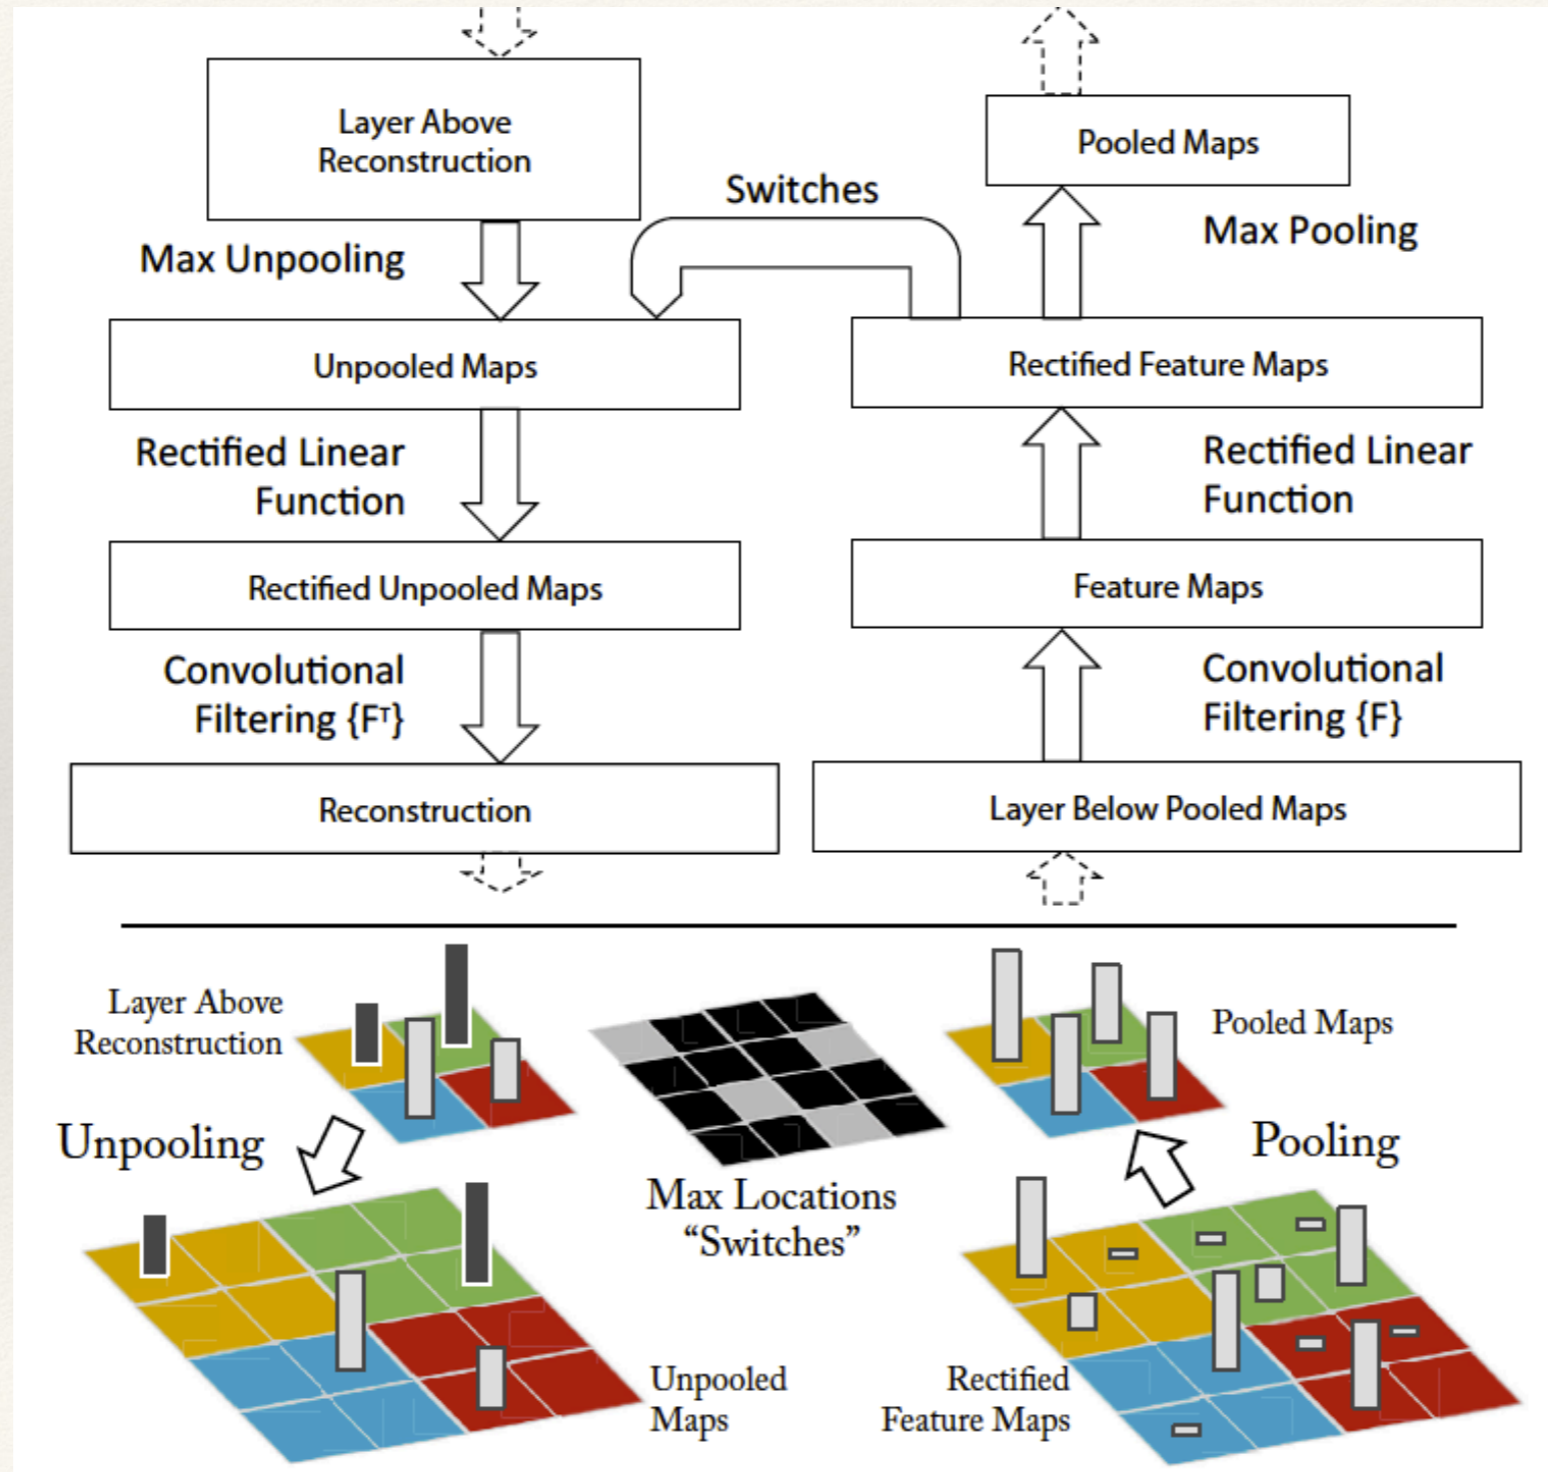 Layer Above
Reconstruction
Pooled Maps
Switches
Max Unpooling
Max Pooling
Unpooled Maps
Rectified Feature Maps
Rectified Linear
Function
Rectified Linear
Function
Rectified Unpooled Maps
Feature Maps
Convolutional
Filtering {Fᵀ}
Convolutional
Filtering {F}
Reconstruction
Layer Below Pooled Maps
Layer Above
Reconstruction
Pooled Maps
Unpooling
Pooling
Max Locations
“Switches”
Unpooled
Maps
Rectified
Feature Maps